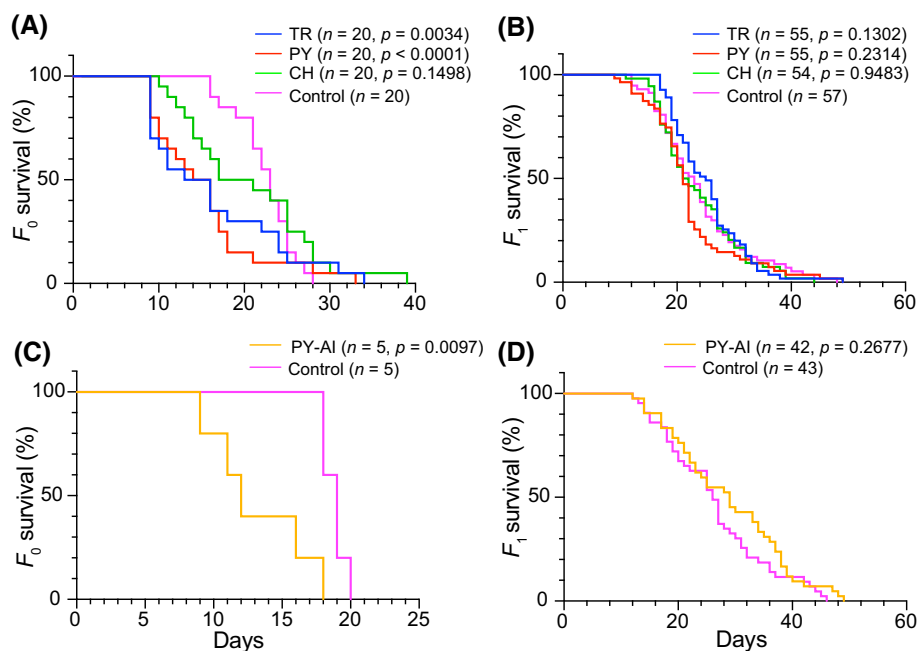 (A)
TR (n = 20, p = 0.0034)
PY (n = 20, p < 0.0001)
CH (n = 20, p = 0.1498)
Control (n = 20)
F0 survival (%)
100
50
0
0 10 20 30 40
(B)
TR (n = 55, p = 0.1302)
PY (n = 55, p = 0.2314)
CH (n = 54, p = 0.9483)
Control (n = 57)
F1 survival (%)
100
50
0
0 20 40 60
(C)
PY-AI (n = 5, p = 0.0097)
Control (n = 5)
F0 survival (%)
100
50
0
0 5 10 15 20 25
Days
(D)
PY-AI (n = 42, p = 0.2677)
Control (n = 43)
F1 survival (%)
100
50
0
0 20 40 60
Days